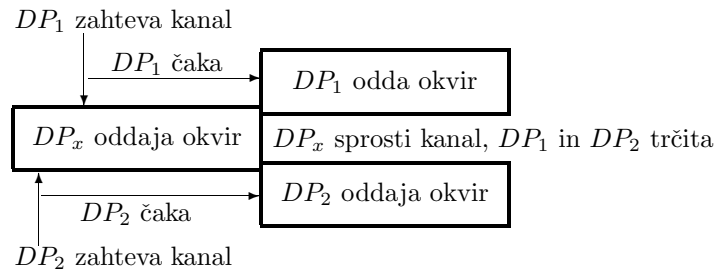 DP₁ zahteva kanal
DP₁ čaka
DP₁ odda okvir
DPₓ oddaja okvir
DPₓ sprosti kanal, DP₁ in DP₂ trčita
DP₂ oddaja okvir
DP₂ čaka
DP₂ zahteva kanal